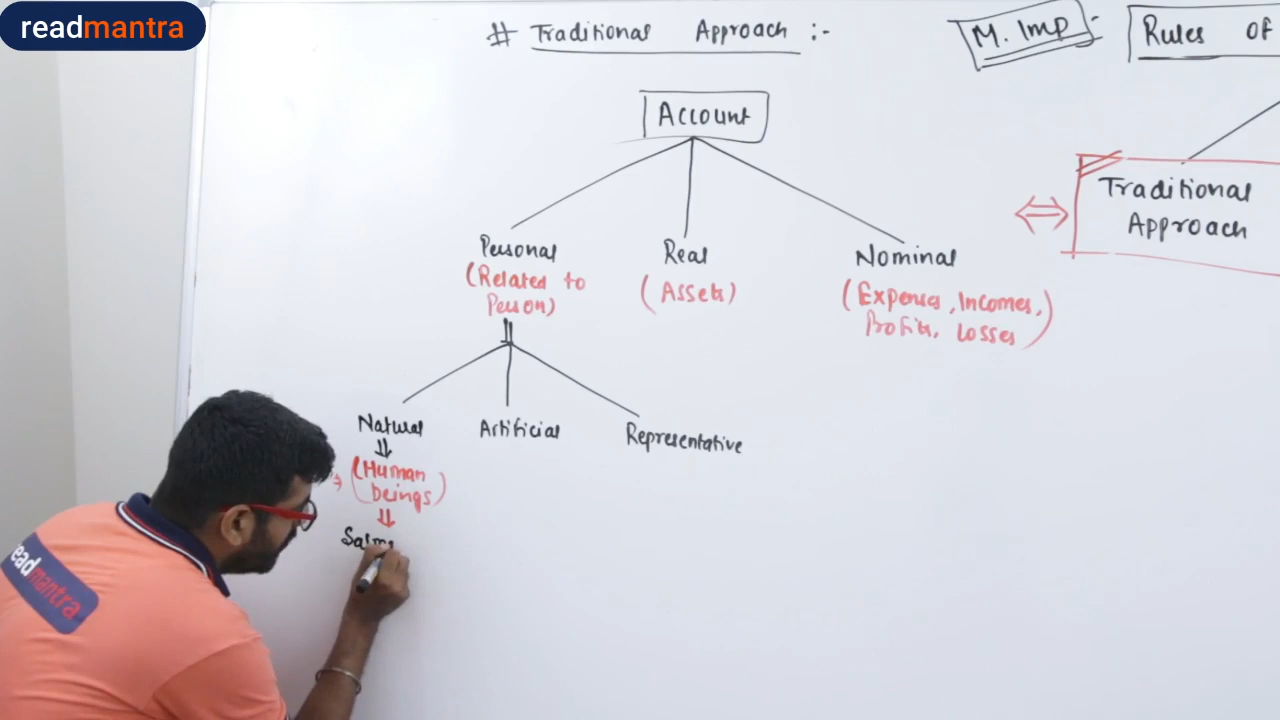 readmantra
# Traditional Approach :-
M. Imp :-
Rules Of
Account
Traditional
Approach
Personal
Real
Nominal
(Related to
Person)
(Assets)
(Expenses, Incomes,
Profits, Losses)
Natural
Artificial
Representative
(Human
beings)
readmantra